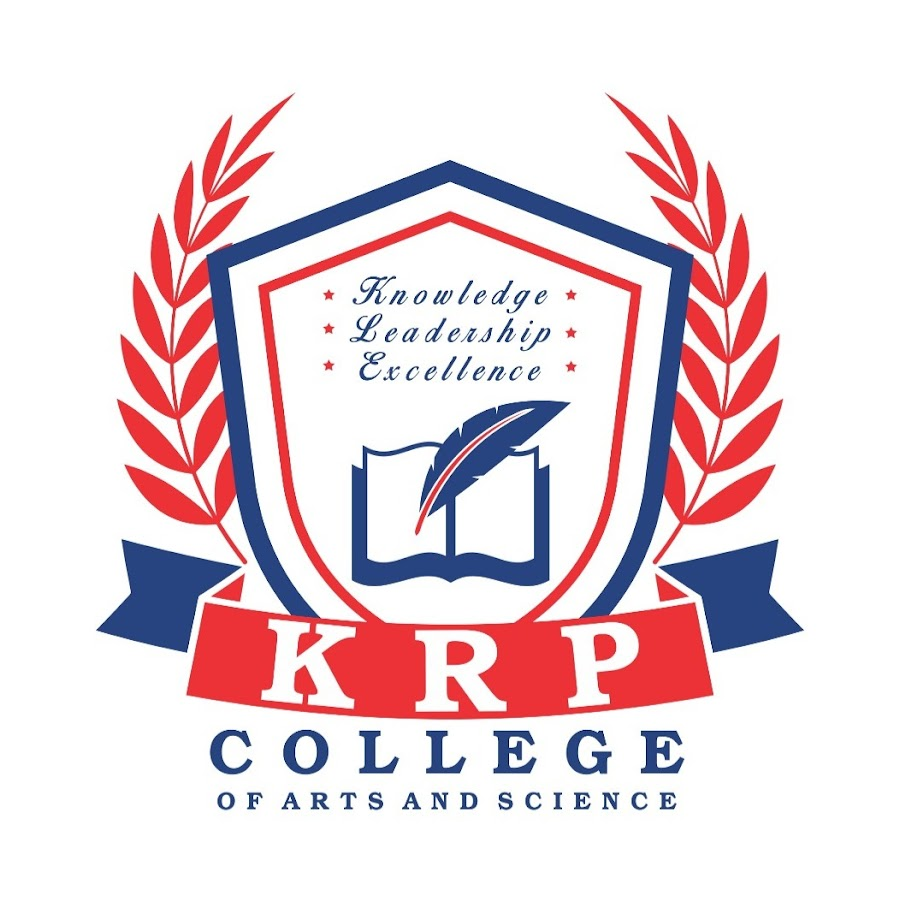 Knowledge
Leadership
Excellence
KRP
COLLEGE
OF ARTS AND SCIENCE